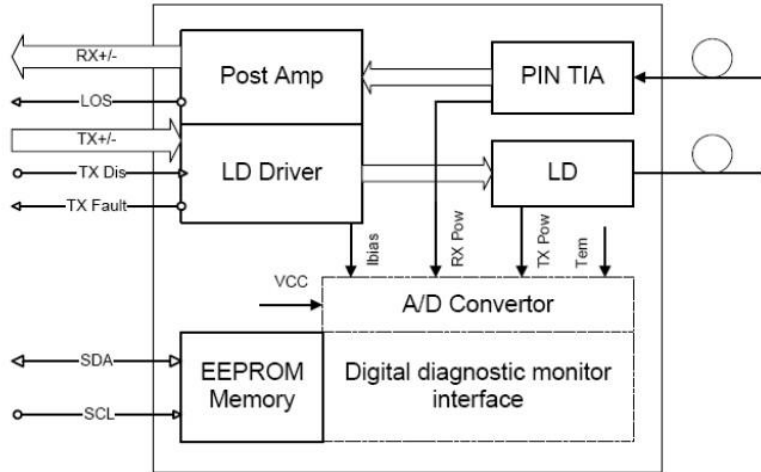 RX+/-
Post Amp
PIN TIA
LOS
TX+/-
TX Dis
LD Driver
LD
TX Fault
Ibias
RX Pow
TX Pow
Tem
VCC
A/D Convertor
SDA
EEPROM
Memory
Digital diagnostic monitor
interface
SCL